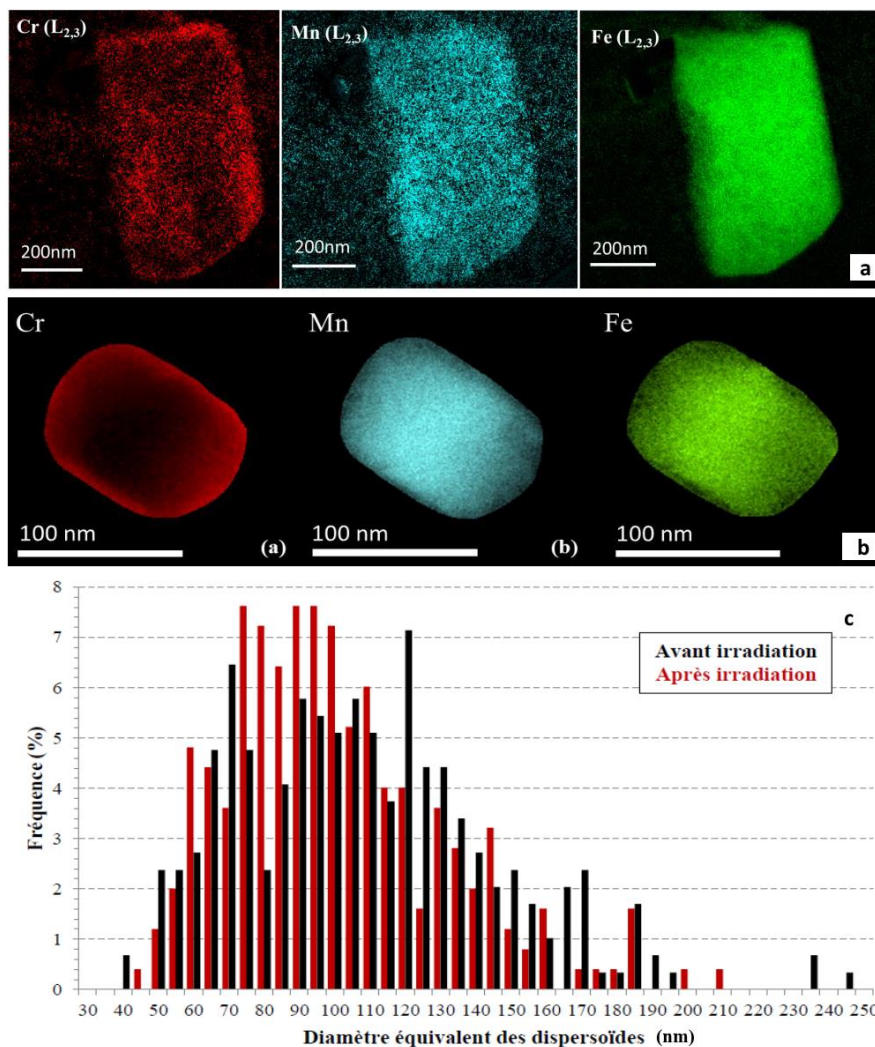 Cr (L2,3) Mn (L2,3) Fe (L2,3)
200nm 200nm 200nm a
Cr Mn Fe
100 nm (a) 100 nm (b) 100 nm b
8
7
6
5
4
3
2
1
0
Fréquence (%)
c
Avant irradiation
Après irradiation
30 40 50 60 70 80 90 100 110 120 130 140 150 160 170 180 190 200 210 220 230 240 250
Diamètre équivalent des dispersoïdes (nm)